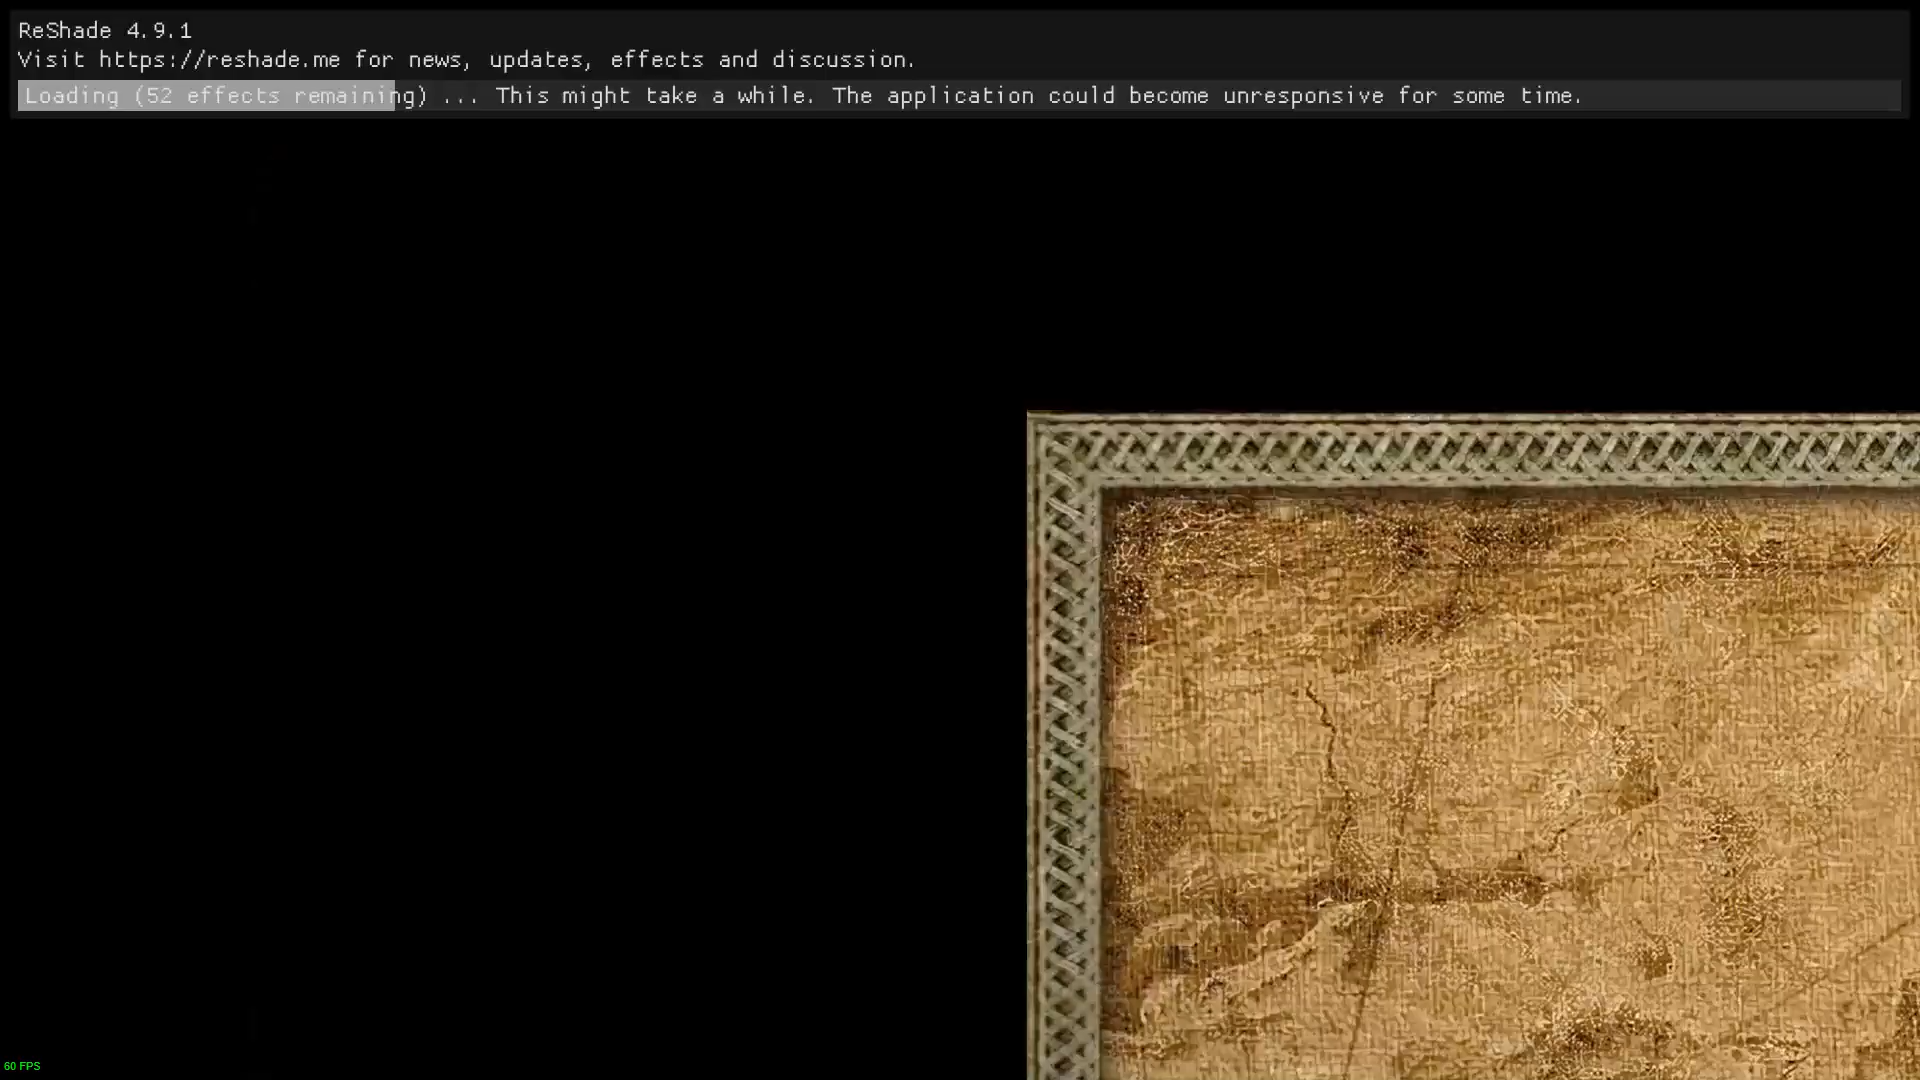 ReShade 4.9.1
Visit https://reshade.me for news, updates, effects and discussion.
Loading (52 effects remaining) ... This might take a while. The application could become unresponsive for some time.
60 FPS